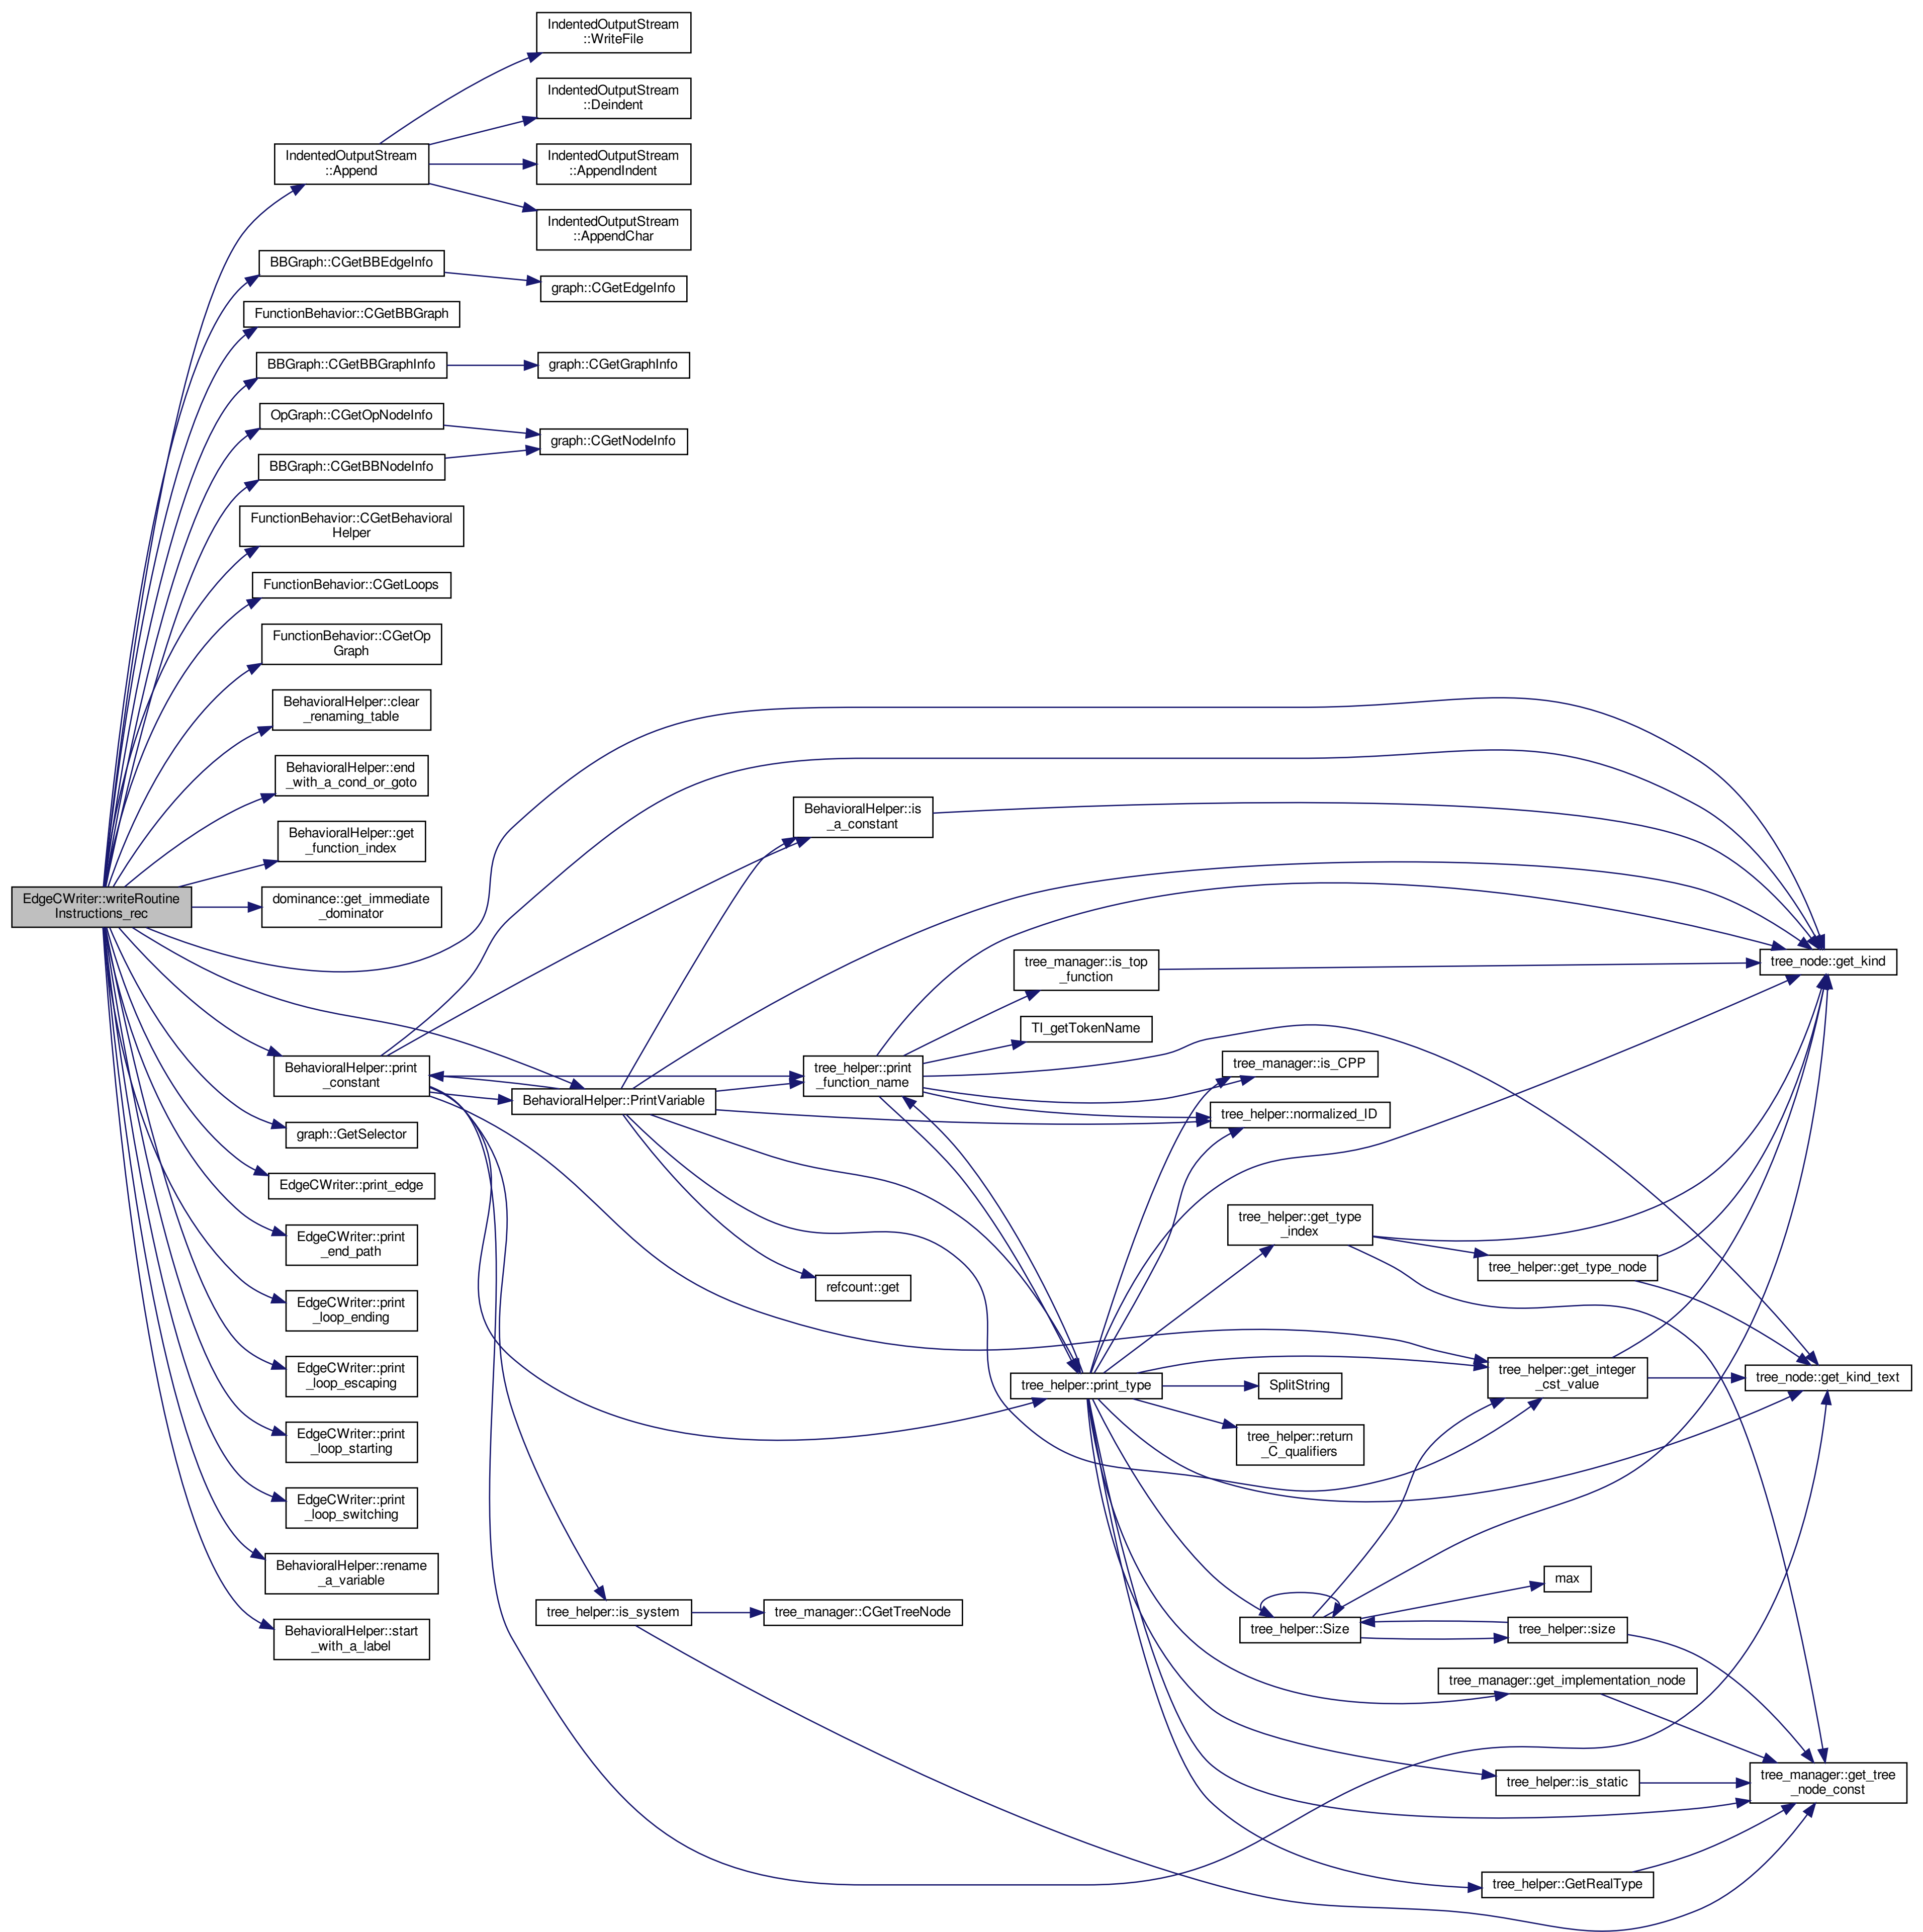 IndentedOutputStream
::WriteFile
IndentedOutputStream
::Deindent
IndentedOutputStream
::Append
IndentedOutputStream
::AppendIndent
IndentedOutputStream
::AppendChar
BBGraph::CGetBBEdgeInfo
graph::CGetEdgeInfo
FunctionBehavior::CGetBBGraph
BBGraph::CGetBBGraphInfo
graph::CGetGraphInfo
OpGraph::CGetOpNodeInfo
graph::CGetNodeInfo
BBGraph::CGetBBNodeInfo
FunctionBehavior::CGetBehavioral
Helper
FunctionBehavior::CGetLoops
FunctionBehavior::CGetOp
Graph
BehavioralHelper::clear
_renaming_table
BehavioralHelper::end
_with_a_cond_or_goto
BehavioralHelper::is
_a_constant
BehavioralHelper::get
_function_index
EdgeCWriter::writeRoutine
Instructions_rec
dominance::get_immediate
_dominator
tree_manager::is_top
_function
tree_node::get_kind
TI_getTokenName
BehavioralHelper::print
_constant
tree_helper::print
_function_name
tree_manager::is_CPP
BehavioralHelper::PrintVariable
tree_helper::normalized_ID
graph::GetSelector
EdgeCWriter::print_edge
EdgeCWriter::print
_end_path
tree_helper::get_type
_index
tree_helper::get_type_node
refcount::get
EdgeCWriter::print
_loop_ending
EdgeCWriter::print
_loop_escaping
tree_helper::print_type
SplitString
tree_helper::get_integer
_cst_value
tree_node::get_kind_text
EdgeCWriter::print
_loop_starting
tree_helper::return
_C_qualifiers
EdgeCWriter::print
_loop_switching
BehavioralHelper::rename
_a_variable
max
tree_helper::is_system
tree_manager::CGetTreeNode
tree_helper::Size
tree_helper::size
BehavioralHelper::start
_with_a_label
tree_manager::get_implementation_node
tree_helper::is_static
tree_manager::get_tree
_node_const
tree_helper::GetRealType